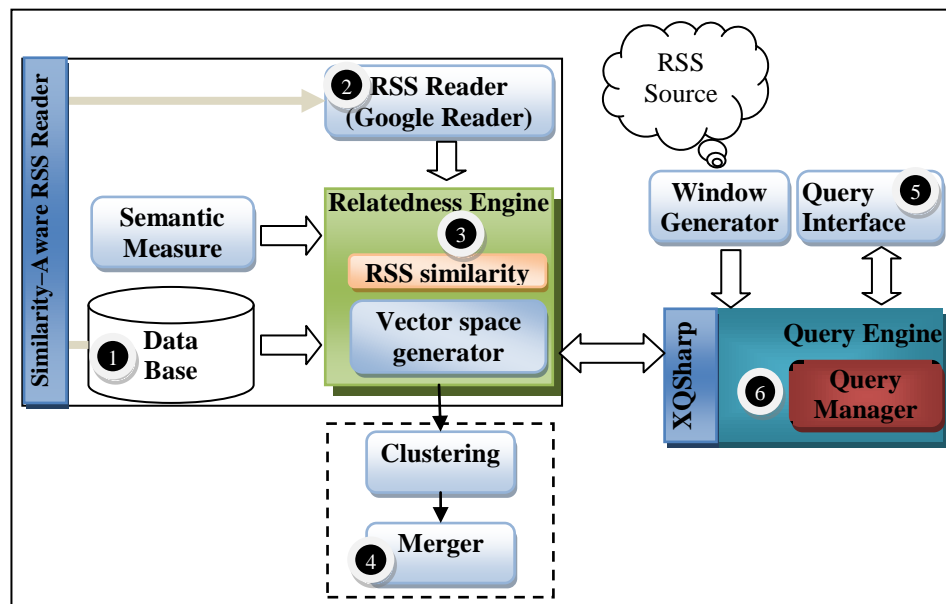 Similarity–Aware RSS Reader
2
RSS Reader
(Google Reader)
RSS
Source
Semantic
Measure
Relatedness Engine
3
RSS similarity
Vector space
generator
1
Data
Base
Window
Generator
Query
Interface
5
XQSharp
Query Engine
6
Query
Manager
Clustering
4
Merger